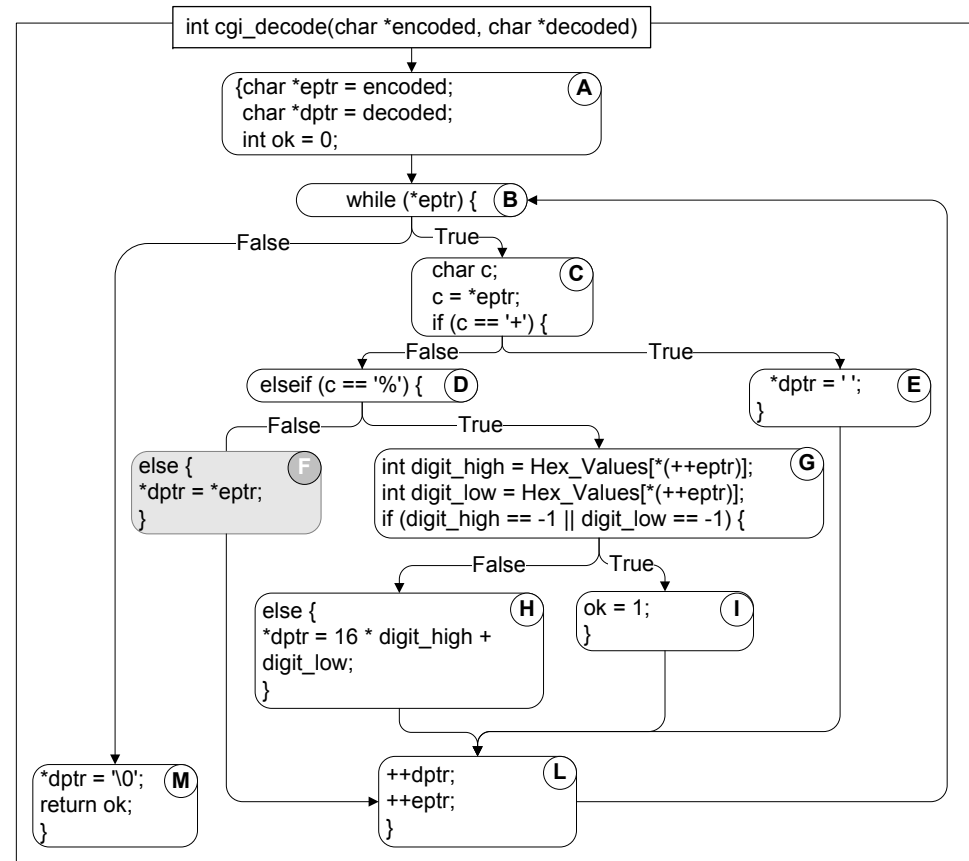 int cgi_decode(char *encoded, char *decoded)
{char *eptr = encoded;
char *dptr = decoded;
int ok = 0;
A
while (*eptr) {
B
False
True
char c;
c = *eptr;
if (c == '+') {
C
False
True
elseif (c == '%') {
D
*dptr = ' ';
}
E
False
True
else {
*dptr = *eptr;
}
F
int digit_high = Hex_Values[*(++eptr)];
int digit_low = Hex_Values[*(++eptr)];
if (digit_high == -1 || digit_low == -1) {
G
False
True
else {
*dptr = 16 * digit_high +
digit_low;
}
H
ok = 1;
}
I
*dptr = '\0';
return ok;
}
M
++dptr;
++eptr;
}
L